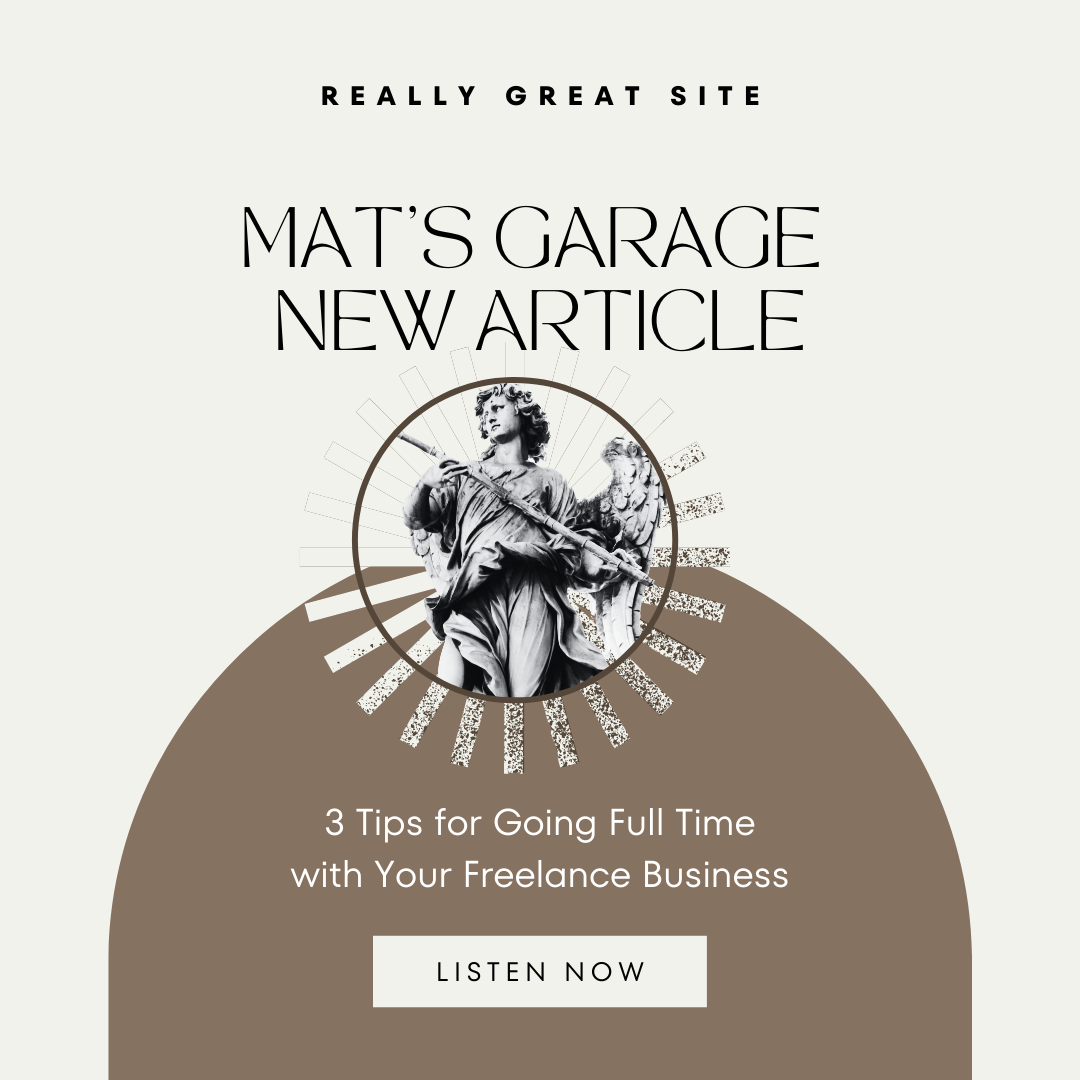 REALLY GREAT SITE
MAT’S GARAGE
NEW ARTICLE
3 Tips for Going Full Time
with Your Freelance Business
LISTEN NOW